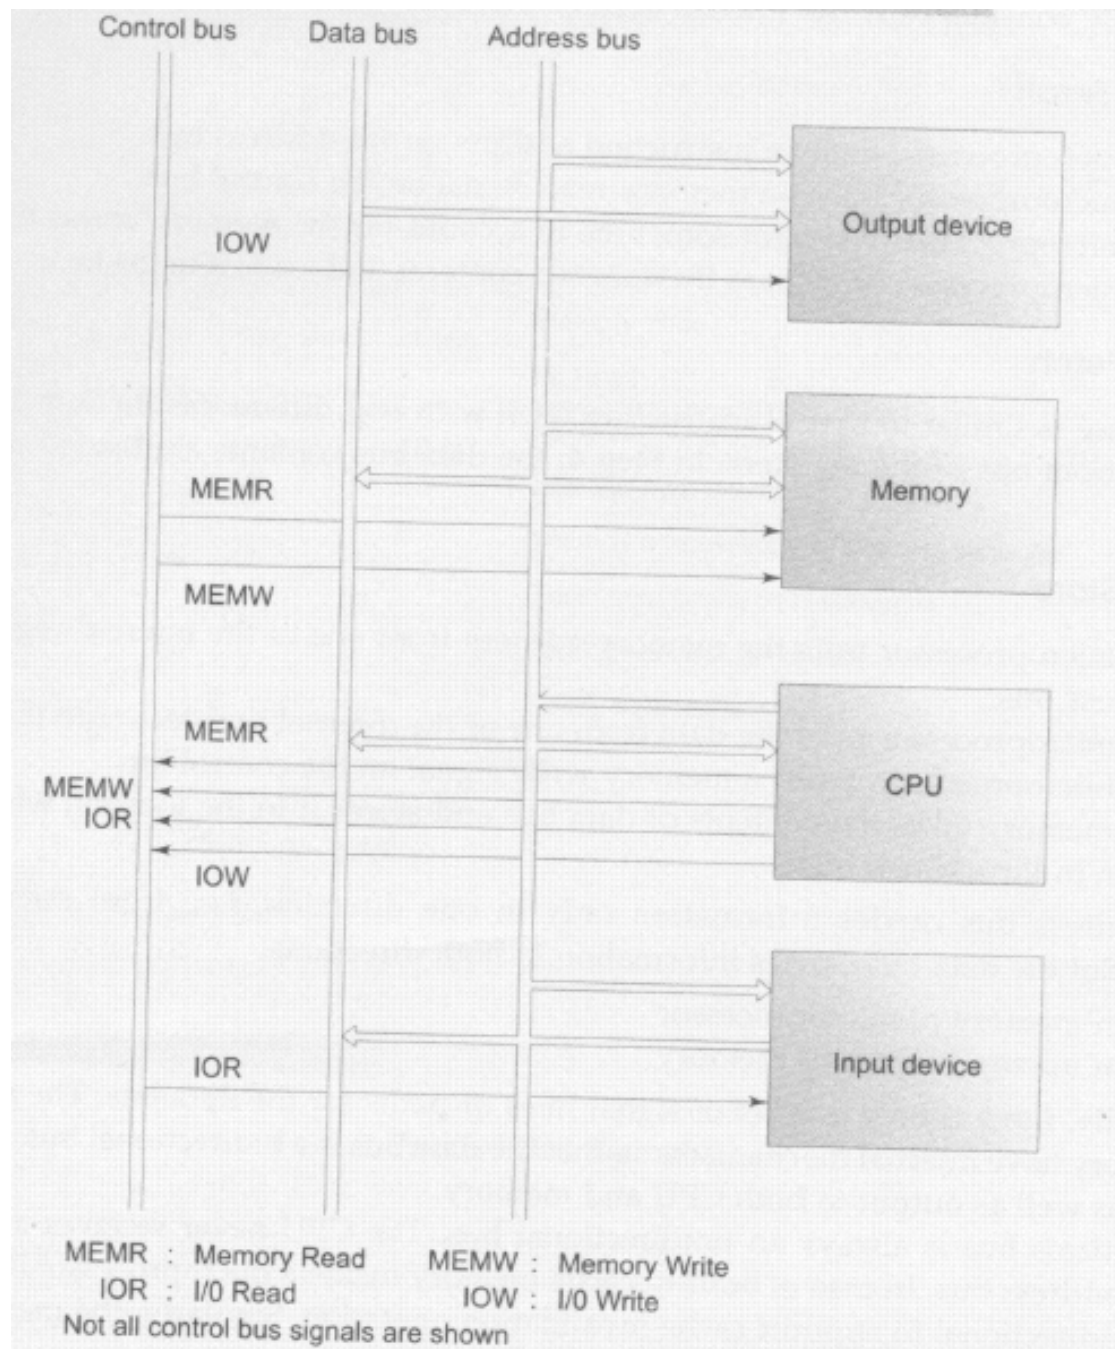 Control bus Data bus Address bus
Output device
IOW
MEMR
Memory
MEMW
MEMR
MEMW
CPU
IOR
IOW
IOR
Input device
MEMR : Memory Read MEMW : Memory Write
IOR : I/0 Read IOW : I/0 Write
Not all control bus signals are shown